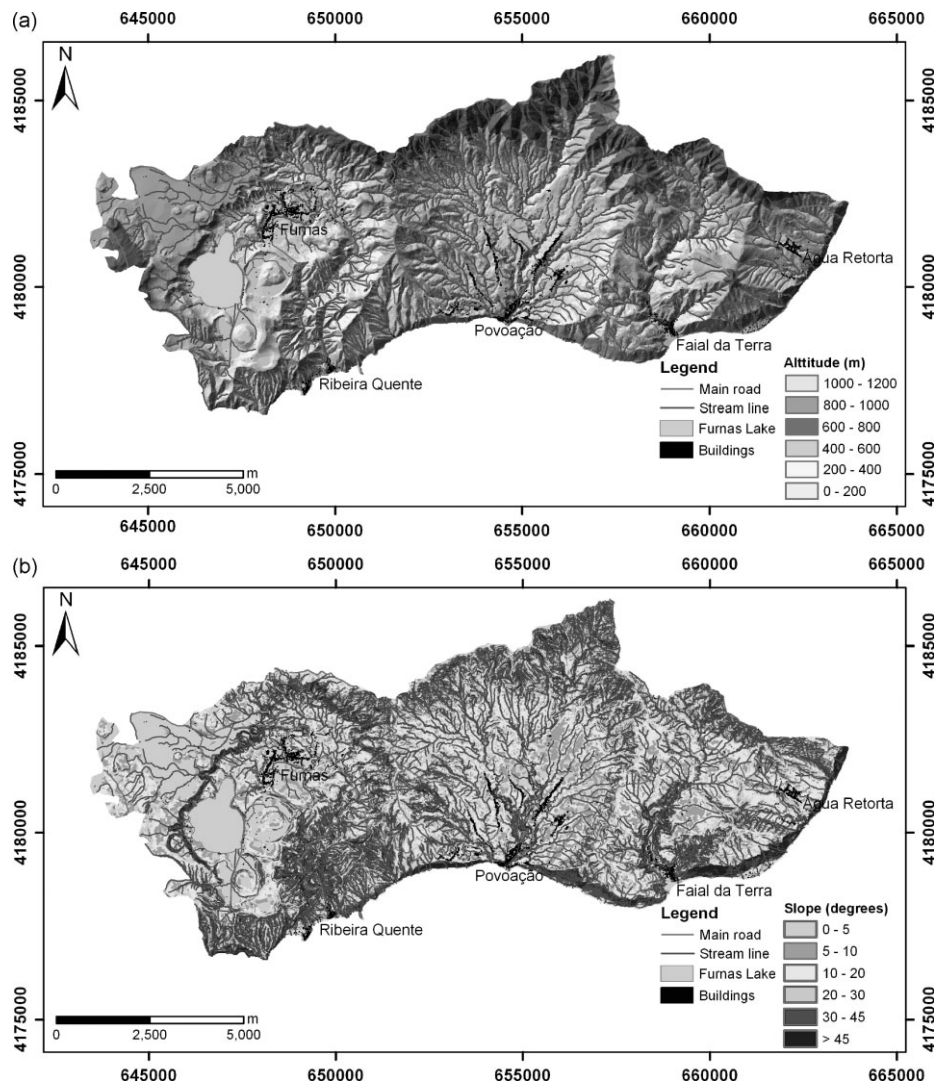 (a)
645000 650000 655000 660000 665000
N
4185000 4185000
4180000 4180000
4175000 4175000
Furnas
Água Retorta
Povoação
Faial da Terra
Ribeira Quente
Legend
Main road
Stream line
Furnas Lake
Buildings
Alttitude (m)
1000 - 1200
800 - 1000
600 - 800
400 - 600
200 - 400
0 - 200
m
0 2,500 5,000
645000 650000 655000 660000 665000
(b)
645000 650000 655000 660000 665000
N
4185000 4185000
4180000 4180000
4175000 4175000
Furnas
Água Retorta
Povoação
Faial da Terra
Ribeira Quente
Legend
Main road
Stream line
Furnas Lake
Buildings
Slope (degrees)
0 - 5
5 - 10
10 - 20
20 - 30
30 - 45
> 45
m
0 2,500 5,000
645000 650000 655000 660000 665000